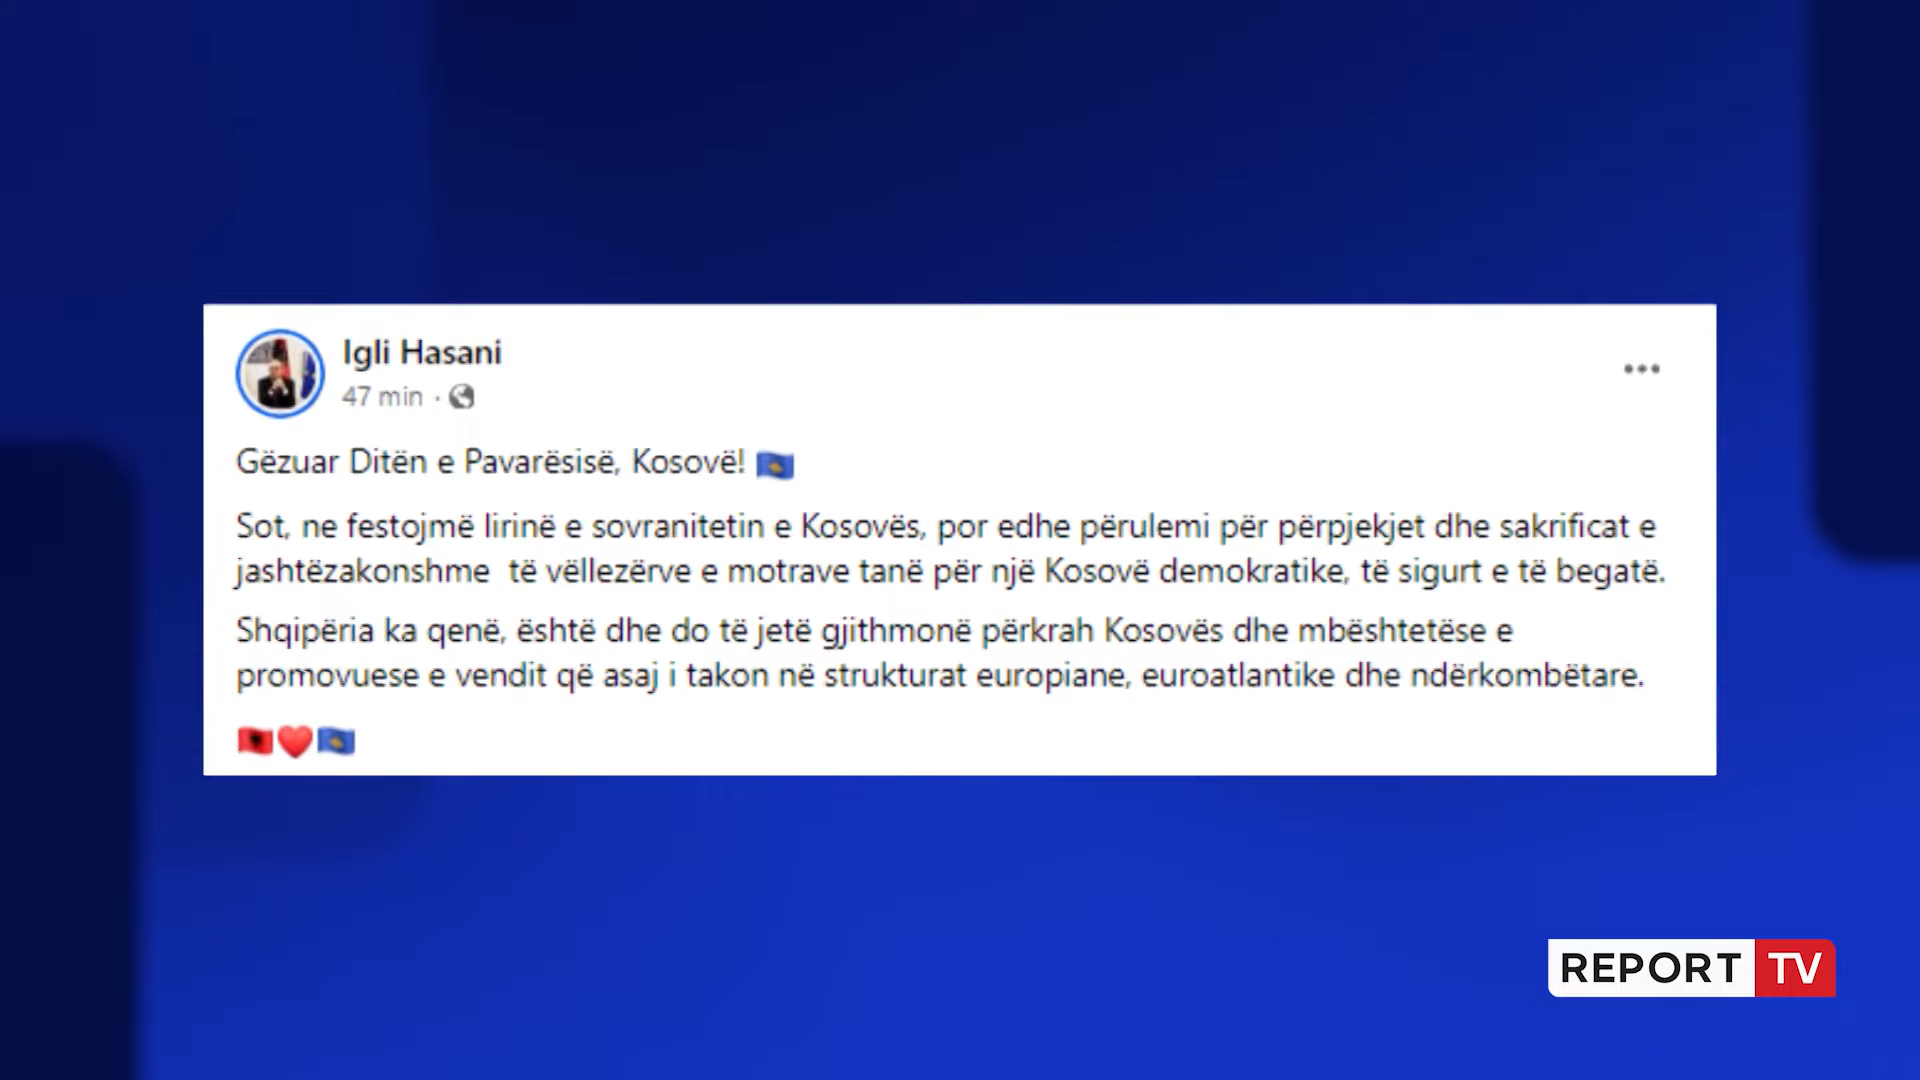 Igli Hasani
47 min ·
Gëzuar Ditën e Pavarësisë, Kosovë! 🇽🇰
Sot, ne festojmë lirinë e sovranitetin e Kosovës, por edhe përulemi për përpjekjet dhe sakrificat e
jashtëzakonshme  të vëllezërve e motrave tanë për një Kosovë demokratike, të sigurt e të begatë.
Shqipëria ka qenë, është dhe do të jetë gjithmonë përkrah Kosovës dhe mbështetëse e
promovuese e vendit që asaj i takon në strukturat europiane, euroatlantike dhe ndërkombëtare.
🇦🇱❤️🇽🇰
REPORT TV